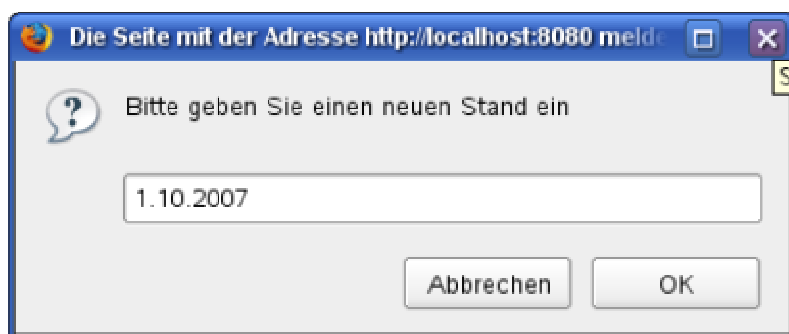 Die Seite mit der Adresse http://localhost:8080 melde
S
Bitte geben Sie einen neuen Stand ein
1.10.2007
Abbrechen OK